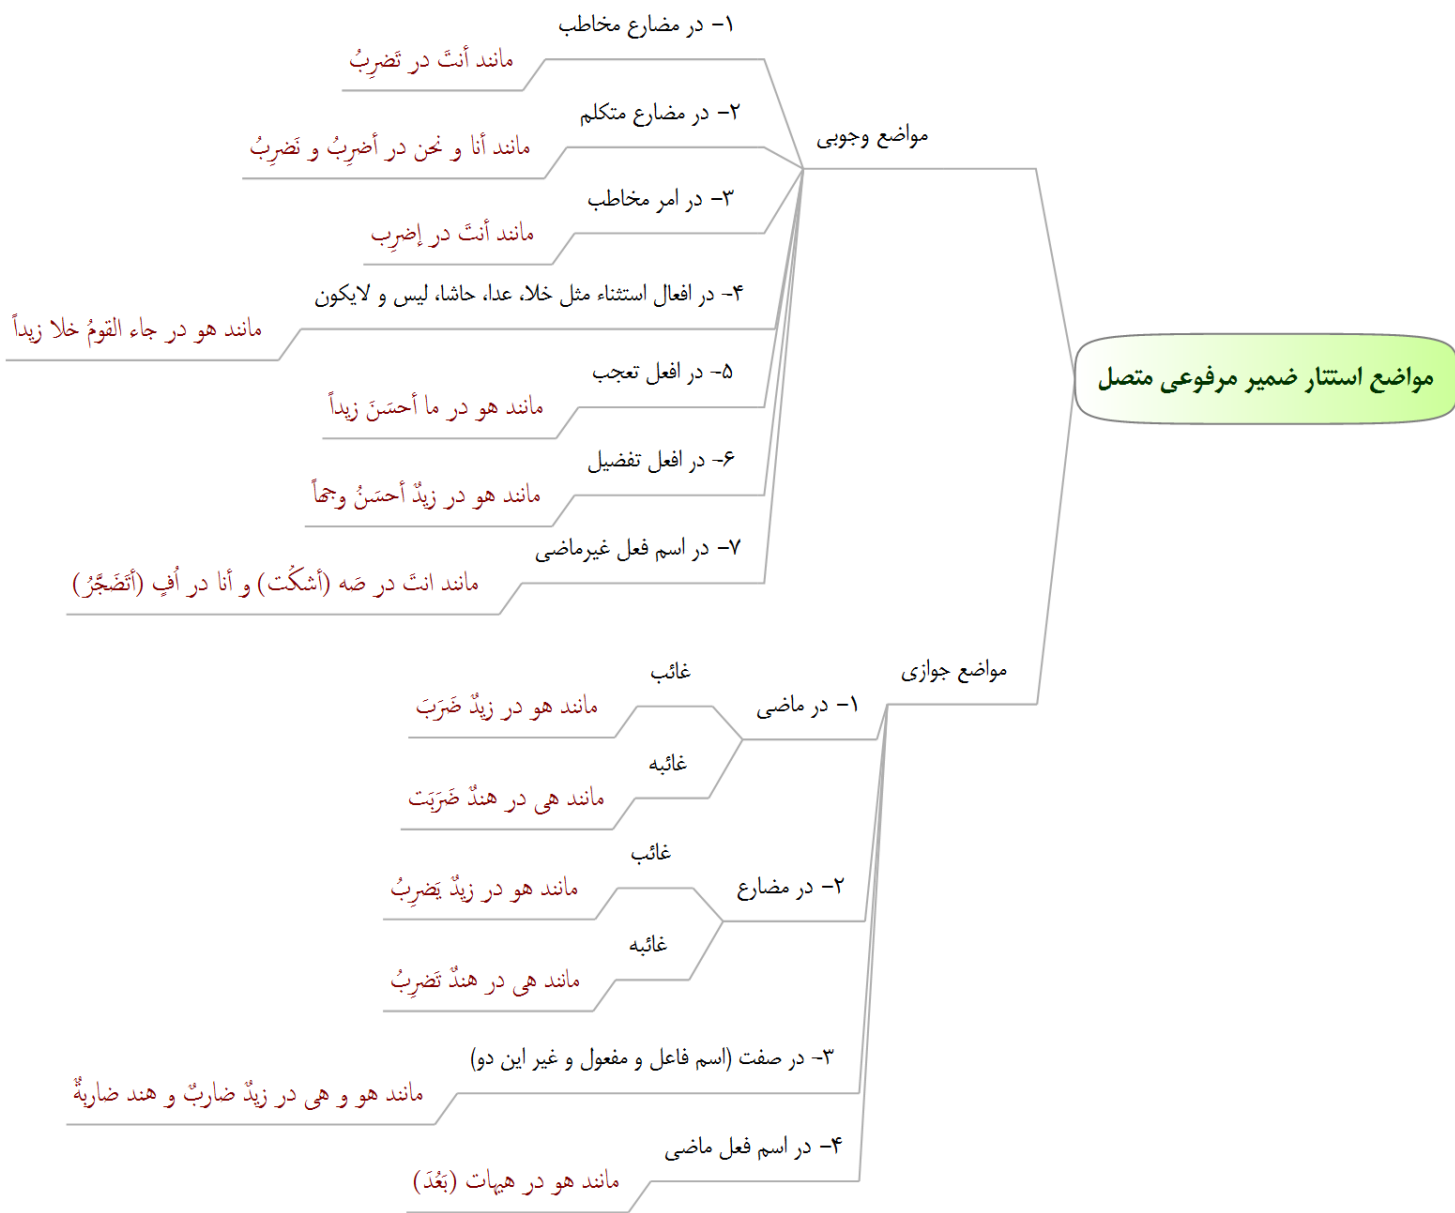 مواضع استتار ضمیر مرفوعی متصل
مواضع وجوبی
۱- در مضارع مخاطب
مانند أنتَ در تَضرِبُ
۲- در مضارع متکلم
مانند أنا و نحن در أضرِبُ و نَضرِبُ
۳- در امر مخاطب
مانند أنتَ در إضرِب
۴- در افعال استثناء مثل خلا، عدا، حاشا، لیس و لایکون
مانند هو در جاء القومُ خلا زیداً
۵- در افعل تعجب
مانند هو در ما أحسَنَ زیداً
۶- در افعل تفضیل
مانند هو در زیدٌ أحسَنُ وجهاً
۷- در اسم فعل غیرماضی
مانند انتَ در صَه (أشکُت) و أنا در اُفٍ (أتَضَجَّرُ)
مواضع جوازی
۱- در ماضی
غائب
مانند هو در زیدٌ ضَرَبَ
غائبه
مانند هی در هندٌ ضَرَبَت
۲- در مضارع
غائب
مانند هو در زیدٌ یَضرِبُ
غائبه
مانند هی در هندٌ تَضرِبُ
۳- در صفت (اسم فاعل و مفعول و غیر این دو)
مانند هو و هی در زیدٌ ضاربٌ و هند ضاربةٌ
۴- در اسم فعل ماضی
مانند هو در هیهات (بَعُدَ)